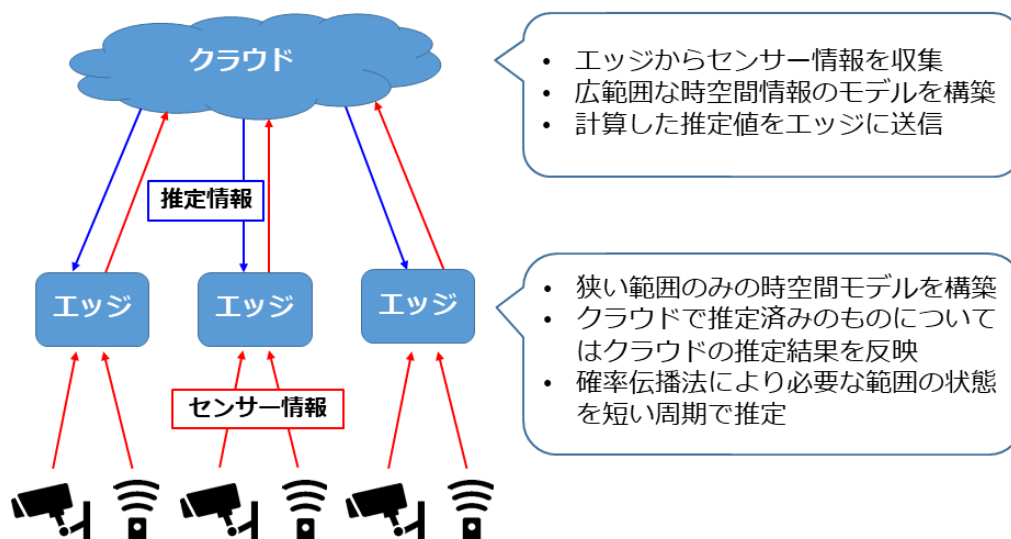 クラウド
• エッジからセンサー情報を収集
• 広範囲な時空間情報のモデルを構築
• 計算した推定値をエッジに送信
推定情報
エッジ
エッジ
エッジ
• 狭い範囲のみの時空間モデルを構築
• クラウドで推定済みのものについて
はクラウドの推定結果を反映
• 確率伝播法により必要な範囲の状態
を短い周期で推定
センサー情報